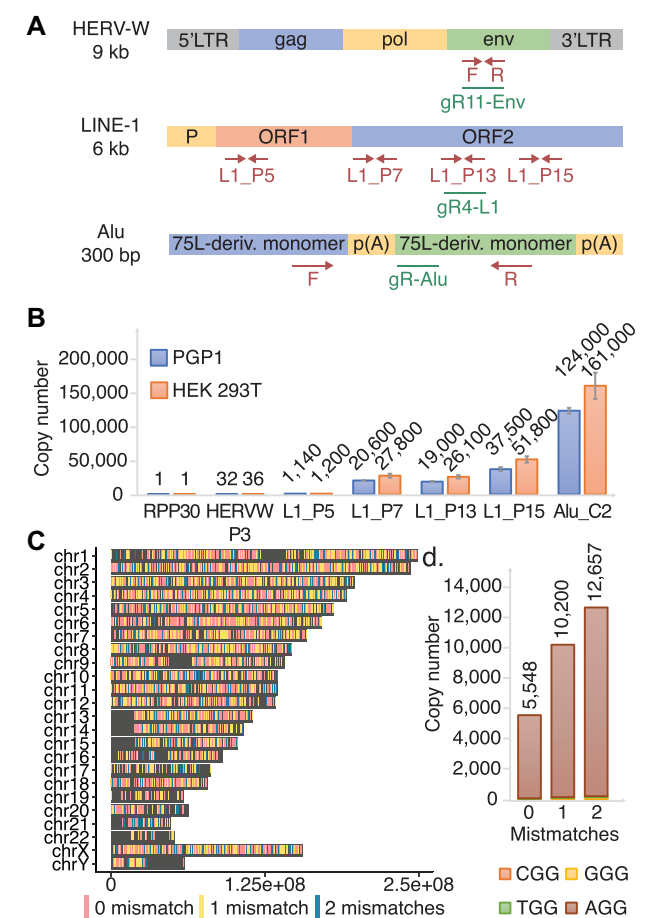 A
HERV-W
9 kb
5'LTR gag pol env 3'LTR
F R
gR11-Env
LINE-1
6 kb
P ORF1 ORF2
L1_P5 L1_P7 L1_P13 L1_P15
gR4-L1
Alu
300 bp
75L-deriv. monomer p(A) 75L-deriv. monomer p(A)
F gR-Alu R
B
Copy number
200,000
150,000
100,000
50,000
0
PGP1
HEK 293T
1 1 32 36 1,140 1,200 20,600 27,800 19,000 26,100 37,500 51,800 124,000 161,000
RPP30 HERVW L1_P5 L1_P7 L1_P13 L1_P15 Alu_C2
P3
C
chr1
chr2
chr3
chr4
chr5
chr6
chr7
chr8
chr9
chr10
chr11
chr12
chr13
chr14
chr15
chr16
chr17
chr18
chr19
chr20
chr21
chr22
chrX
chrY
0 1.25e+08 2.5e+08
0 mismatch 1 mismatch 2 mismatches
d.
Copy number
14,000
12,000
10,000
8,000
6,000
4,000
2,000
0
5,548 10,200 12,657
0 1 2
Mistmatches
CGG GGG
TGG AGG